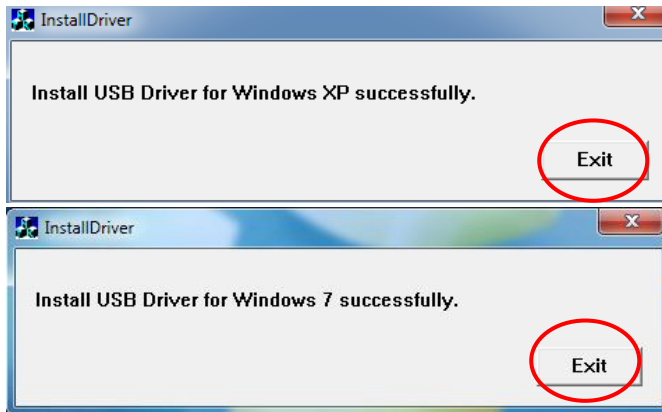 InstallDriver
Install USB Driver for Windows XP successfully.
Exit
InstallDriver
Install USB Driver for Windows 7 successfully.
Exit